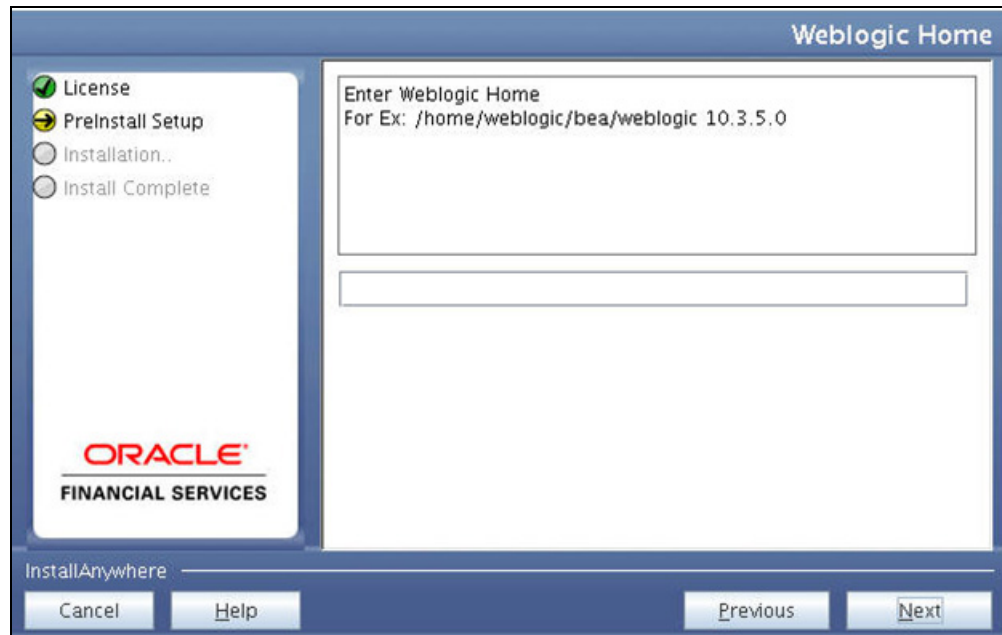 Weblogic Home
License
PreInstall Setup
Installation..
Install Complete
Enter Weblogic Home
For Ex: /home/weblogic/bea/weblogic 10.3.5.0
ORACLE
FINANCIAL SERVICES
InstallAnywhere
Cancel Help Previous Next